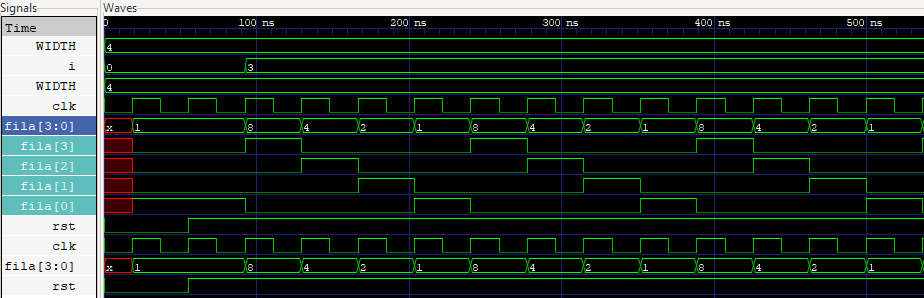 Signals
Waves
Time
0 100 ns 200 ns 300 ns 400 ns 500 ns
WIDTH 4
i 0 3
WIDTH 4
clk
fila[3:0] x 1 8 4 2 1 8 4 2 1 8 4 2 1
fila[3]
fila[2]
fila[1]
fila[0]
rst
clk
fila[3:0] x 1 8 4 2 1 8 4 2 1 8 4 2 1
rst